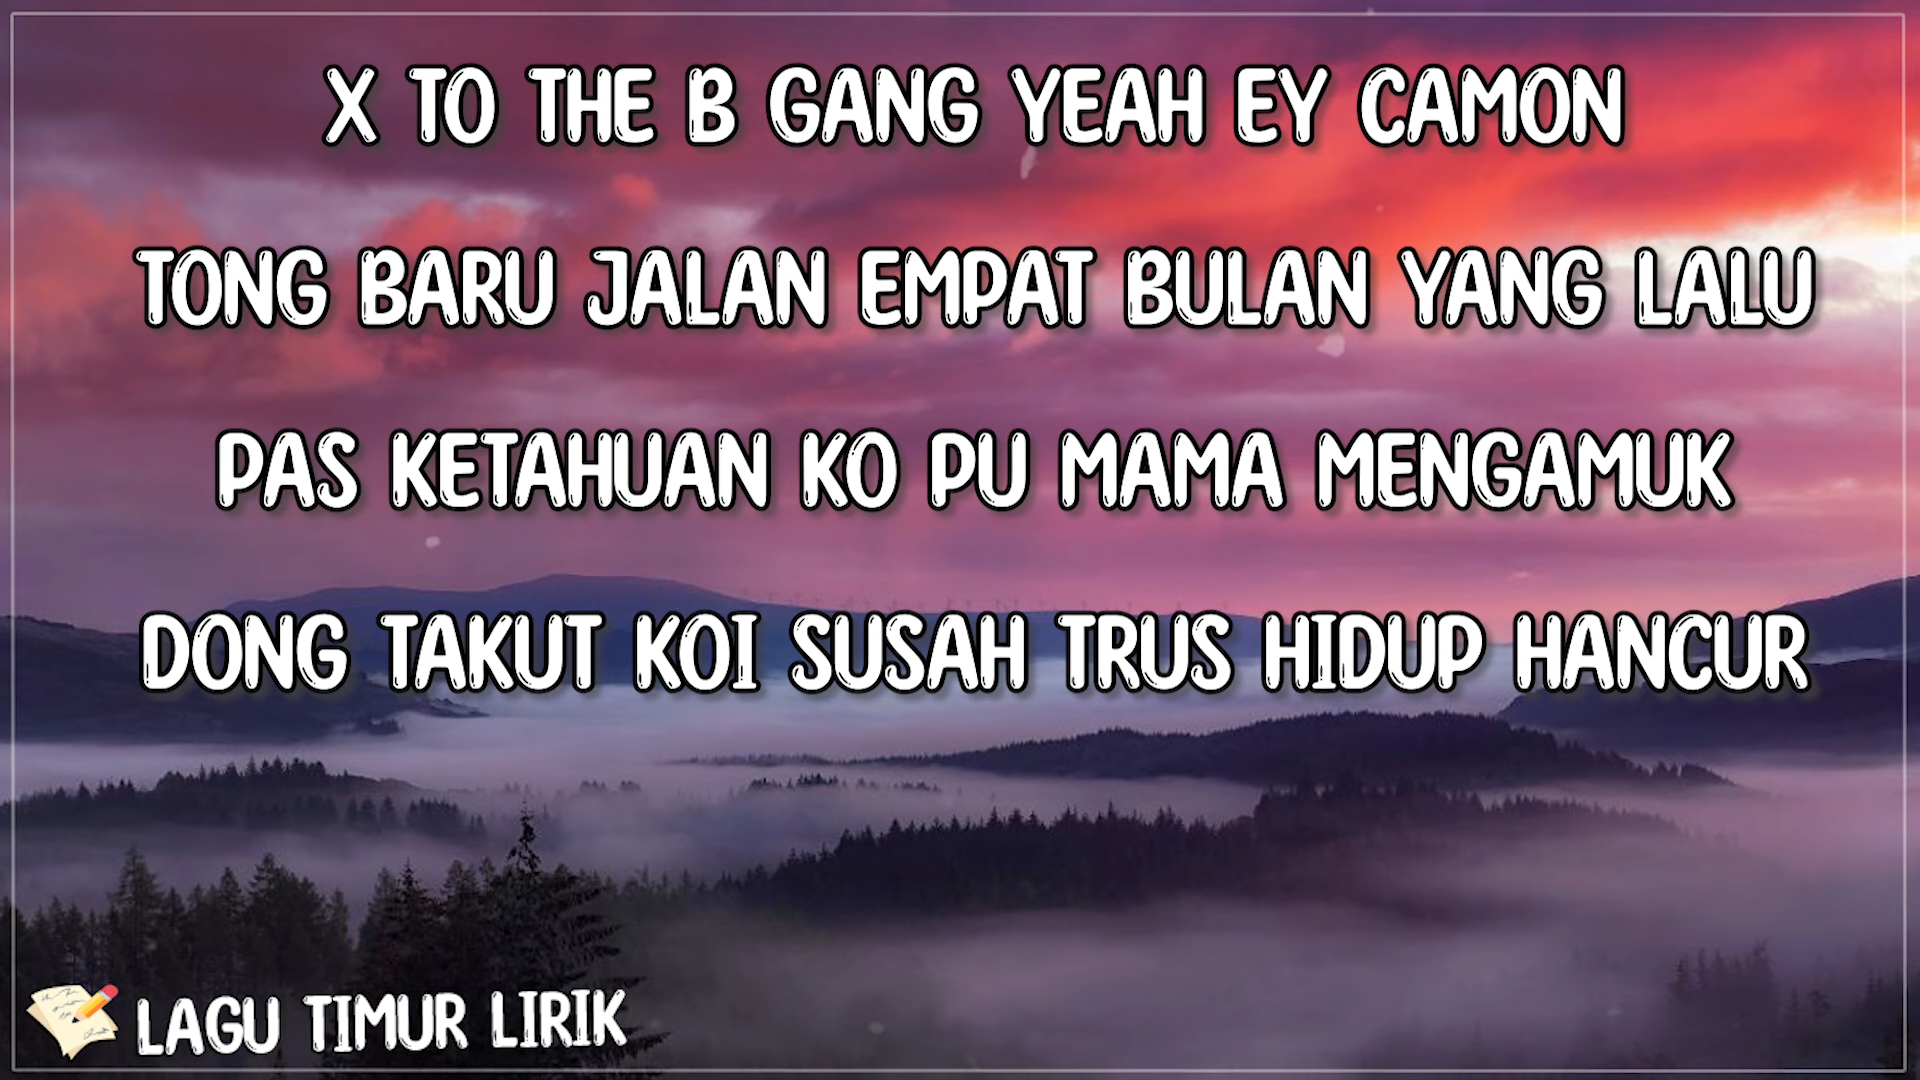 X TO THE B GANG YEAH EY CAMON
TONG BARU JALAN EMPAT BULAN YANG LALU
PAS KETAHUAN KO PU MAMA MENGAMUK
DONG TAKUT KOI SUSAH TRUS HIDUP HANCUR
LAGU TIMUR LIRIK